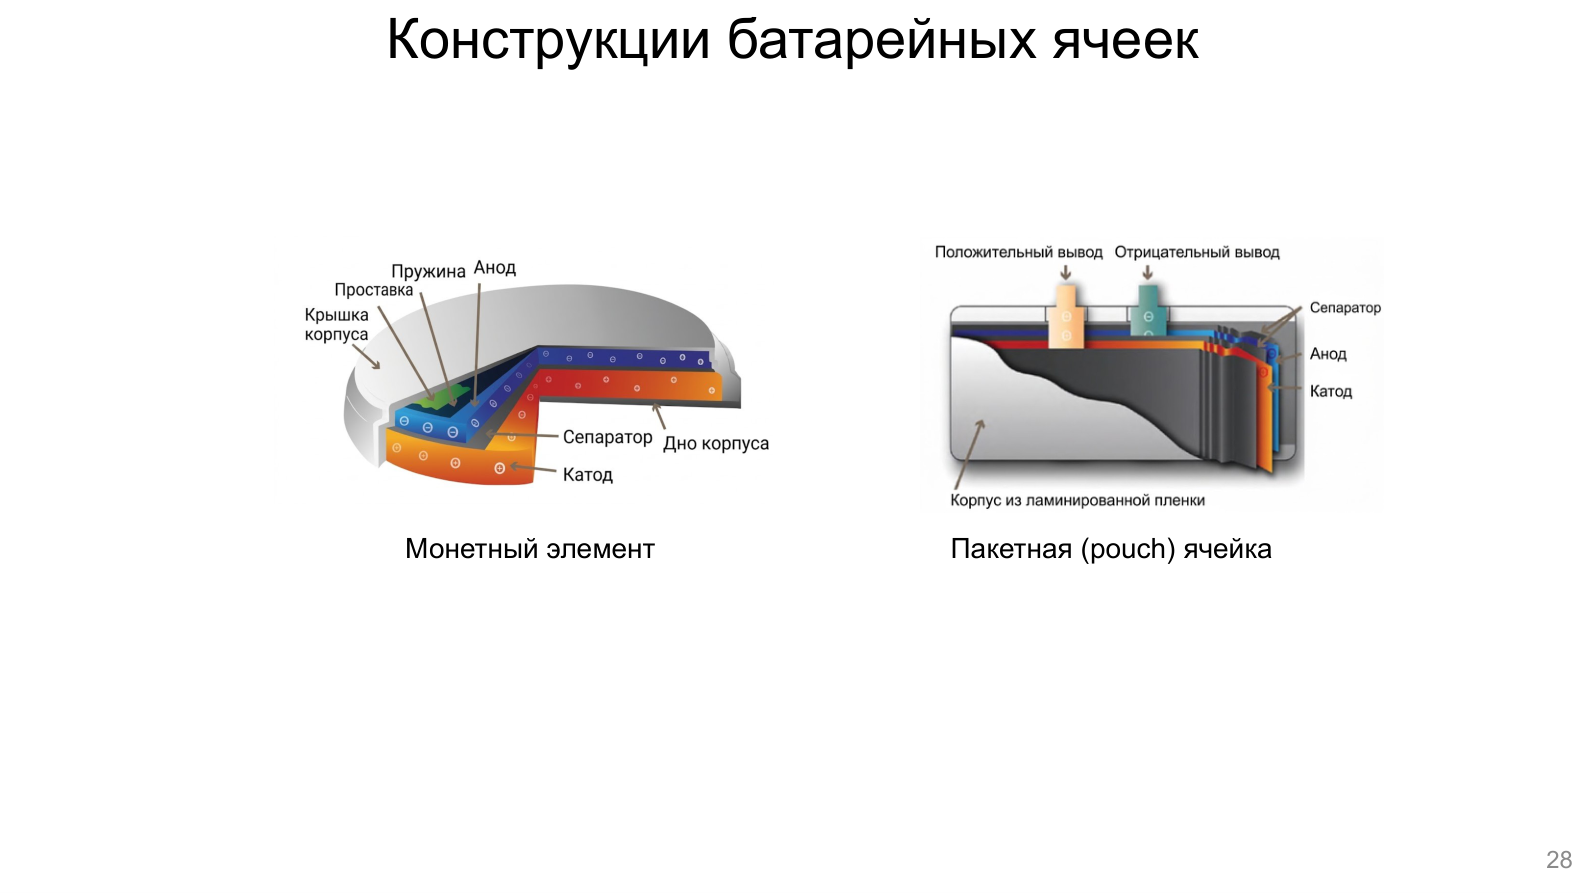 Конструкции батарейных ячеек
Пружина Анод
Проставка
Крышка
корпуса
Сепаратор
Дно корпуса
Катод
Монетный элемент
Положительный вывод
Отрицательный вывод
Сепаратор
Анод
Катод
Корпус из ламинированной пленки
Пакетная (pouch) ячейка
28